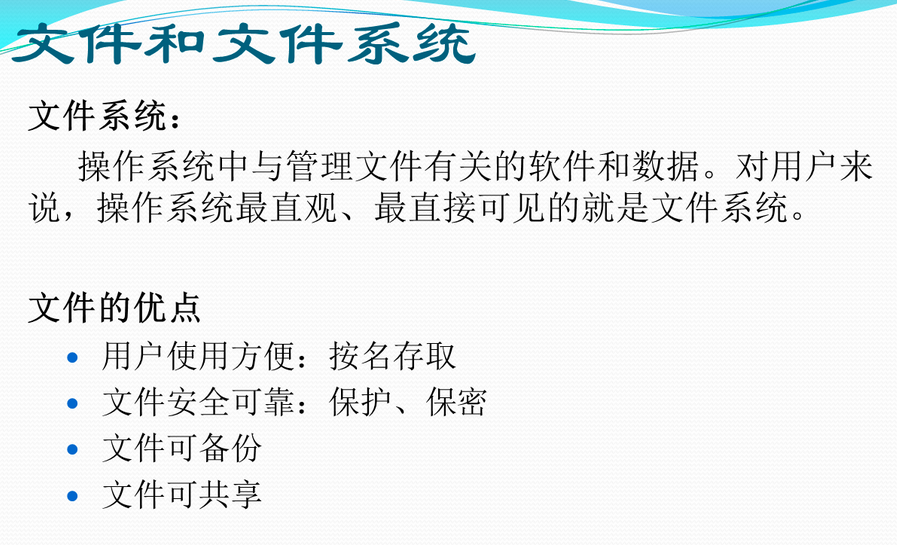 文件和文件系统
文件系统：
操作系统中与管理文件有关的软件和数据。对用户来
说，操作系统最直观、最直接可见的就是文件系统。
文件的优点
• 用户使用方便：按名存取
• 文件安全可靠：保护、保密
• 文件可备份
• 文件可共享